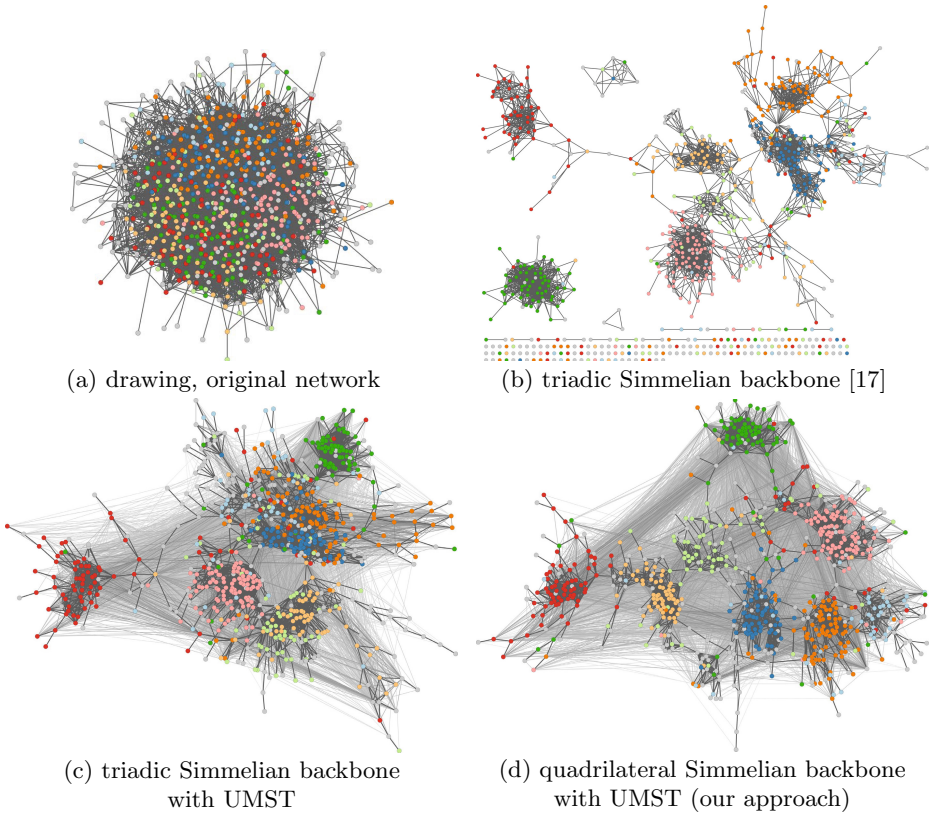 (a) drawing, original network
(b) triadic Simmelian backbone [17]
(c) triadic Simmelian backbone
with UMST
(d) quadrilateral Simmelian backbone
with UMST (our approach)